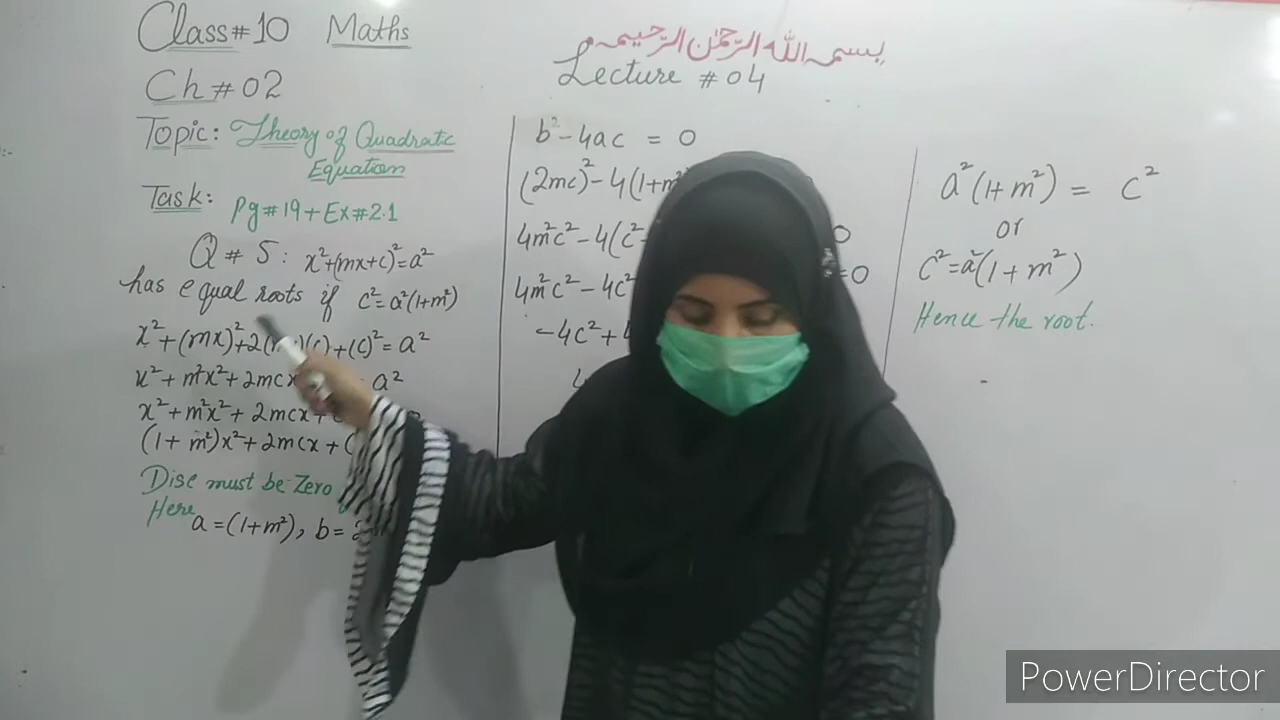 Class#10 Maths
Ch#02
Topic: Theory of Quadratic
Equation
Task: Pg#19+Ex#2.1
Q#5: x²+(mx+c)²=a²
has equal roots if c²=a²(1+m²)
x²+(mx)²+2( )(c)+(c)²=a²
x²+m²x²+2mcx a²
x²+m²x²+2mcx+
(1+m²)x²+2mcx+(
Disc must be Zero
Here a=(1+m²), b=2
بسم الله الرحمن الرحیم
Lecture #04
b²-4ac = 0
(2mc)²-4(1+m²
4m²c²-4(c² 0
4m²c²-4c² =0
-4c²+4
a²(1+m²) = c²
or
c²=a²(1+m²)
Hence the root.
PowerDirector